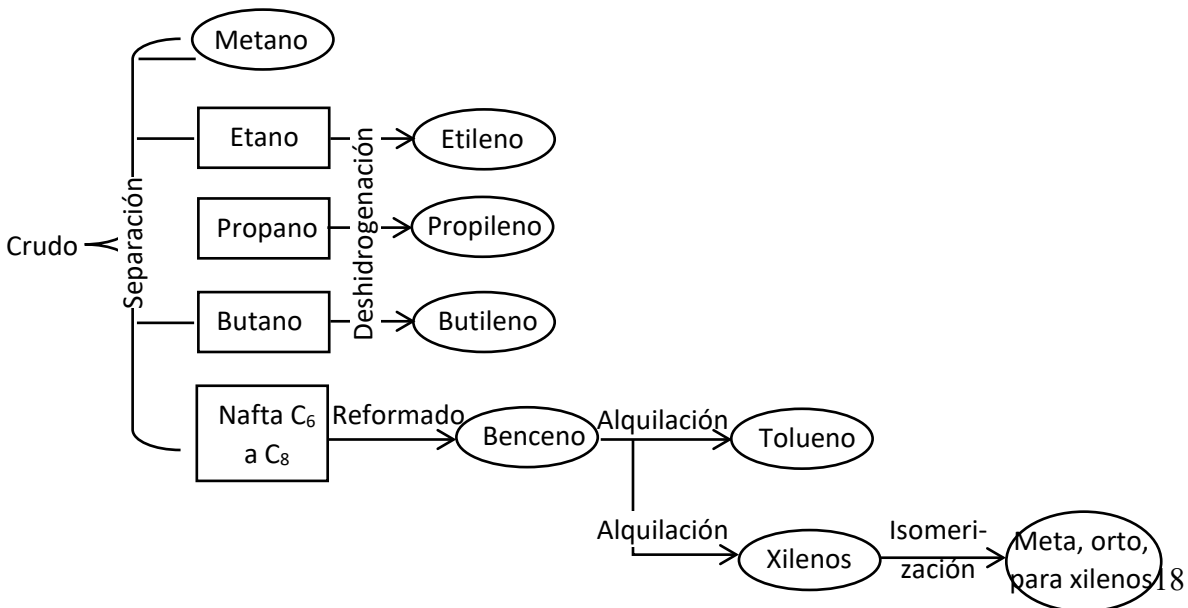 Metano
Etano
Etileno
Propano
Propileno
Crudo
Separación
Deshidrogenación
Butano
Butileno
Nafta C₆
a C₈
Reformado
Benceno
Alquilación
Tolueno
Alquilación
Xilenos
Isomeri-
zación
Meta, orto,
para xilenos
18